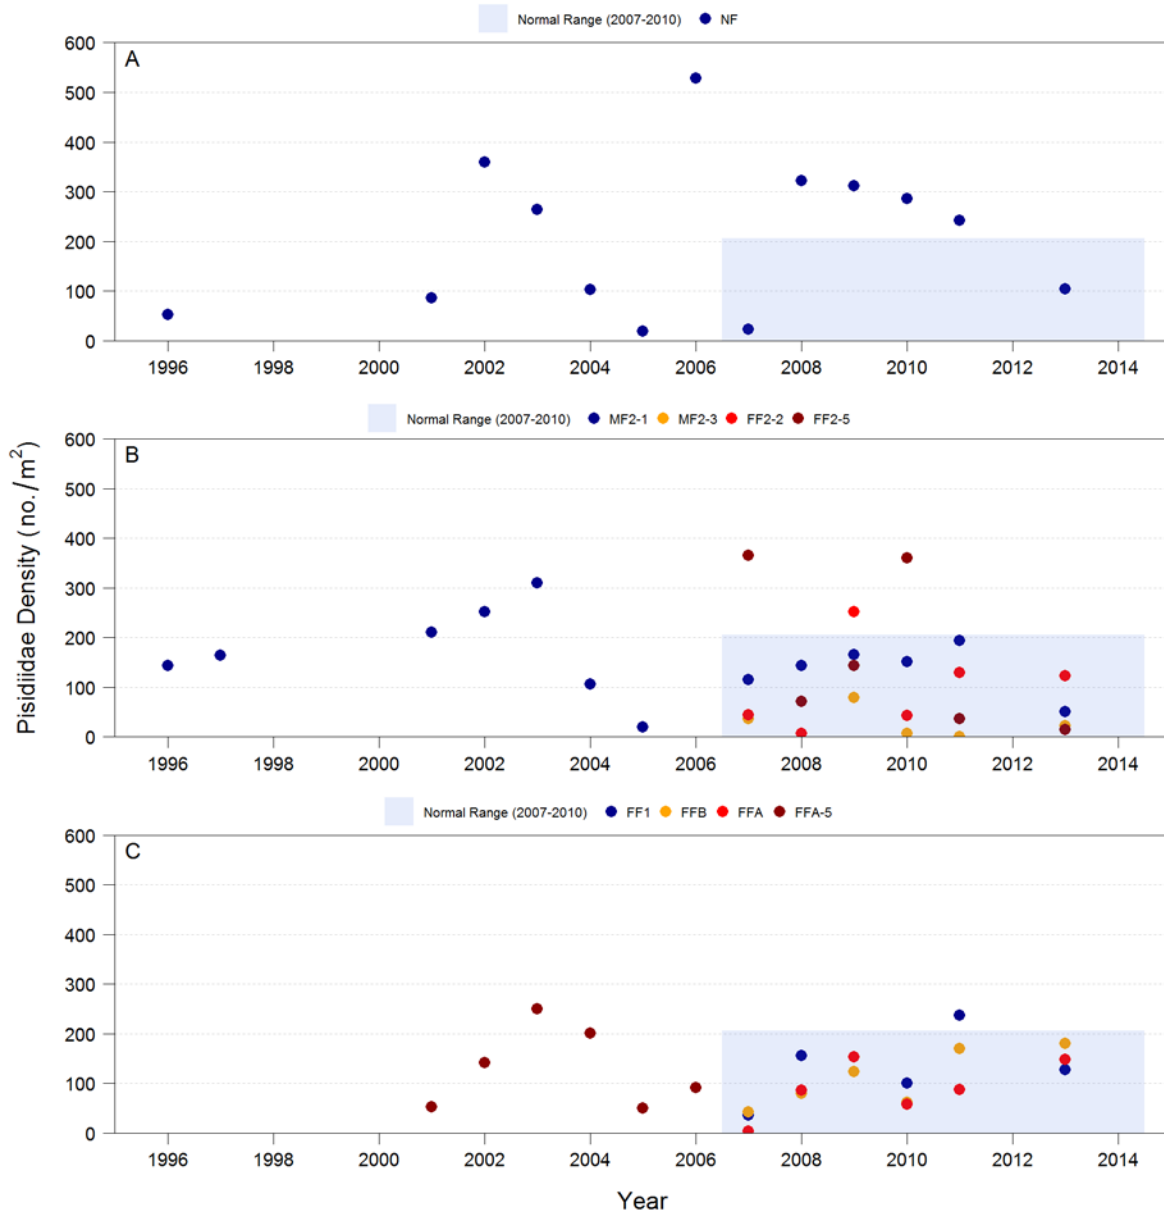 Normal Range (2007-2010) NF
A
600
500
400
300
200
100
0
1996 1998 2000 2002 2004 2006 2008 2010 2012 2014
Normal Range (2007-2010) MF2-1 MF2-3 FF2-2 FF2-5
B
600
500
400
300
200
100
0
1996 1998 2000 2002 2004 2006 2008 2010 2012 2014
Pisidiidae Density (no./m²)
Normal Range (2007-2010) FF1 FFB FFA FFA-5
C
600
500
400
300
200
100
0
1996 1998 2000 2002 2004 2006 2008 2010 2012 2014
Year